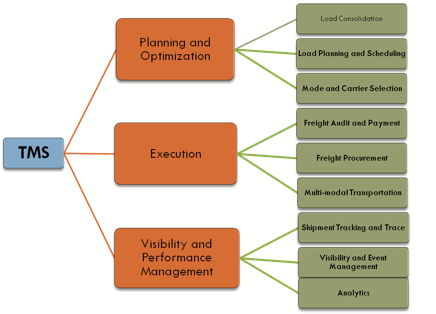 TMS
Planning and
Optimization
Load Consolidation
Load Planning and Scheduling
Mode and Carrier Selection
Execution
Freight Audit and Payment
Freight Procurement
Multi-modal Transportation
Visibility and
Performance
Management
Shipment Tracking and Trace
Visibility and Event
Management
Analytics